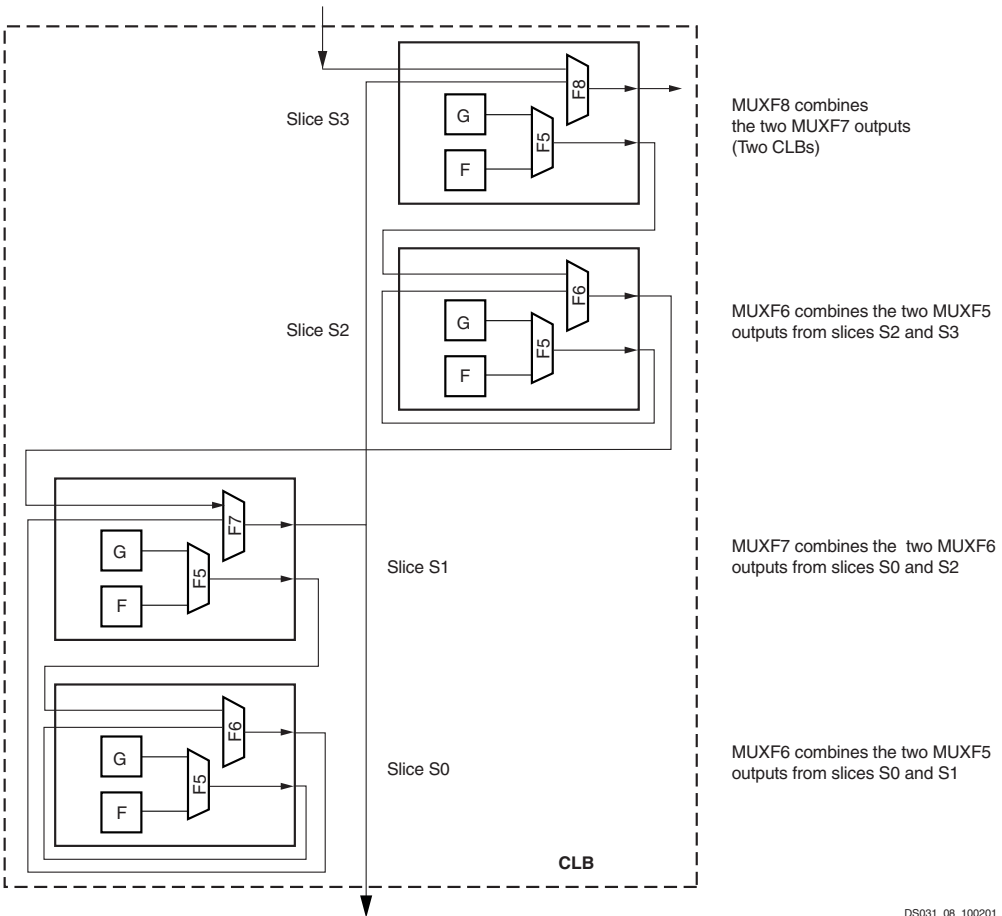 Slice S3
G
F
F5
F8
MUXF8 combines
the two MUXF7 outputs
(Two CLBs)
Slice S2
G
F
F5
F6
MUXF6 combines the two MUXF5
outputs from slices S2 and S3
G
F
F5
F7
Slice S1
MUXF7 combines the two MUXF6
outputs from slices S0 and S2
G
F
F5
F6
Slice S0
MUXF6 combines the two MUXF5
outputs from slices S0 and S1
CLB
DS031_08_100201